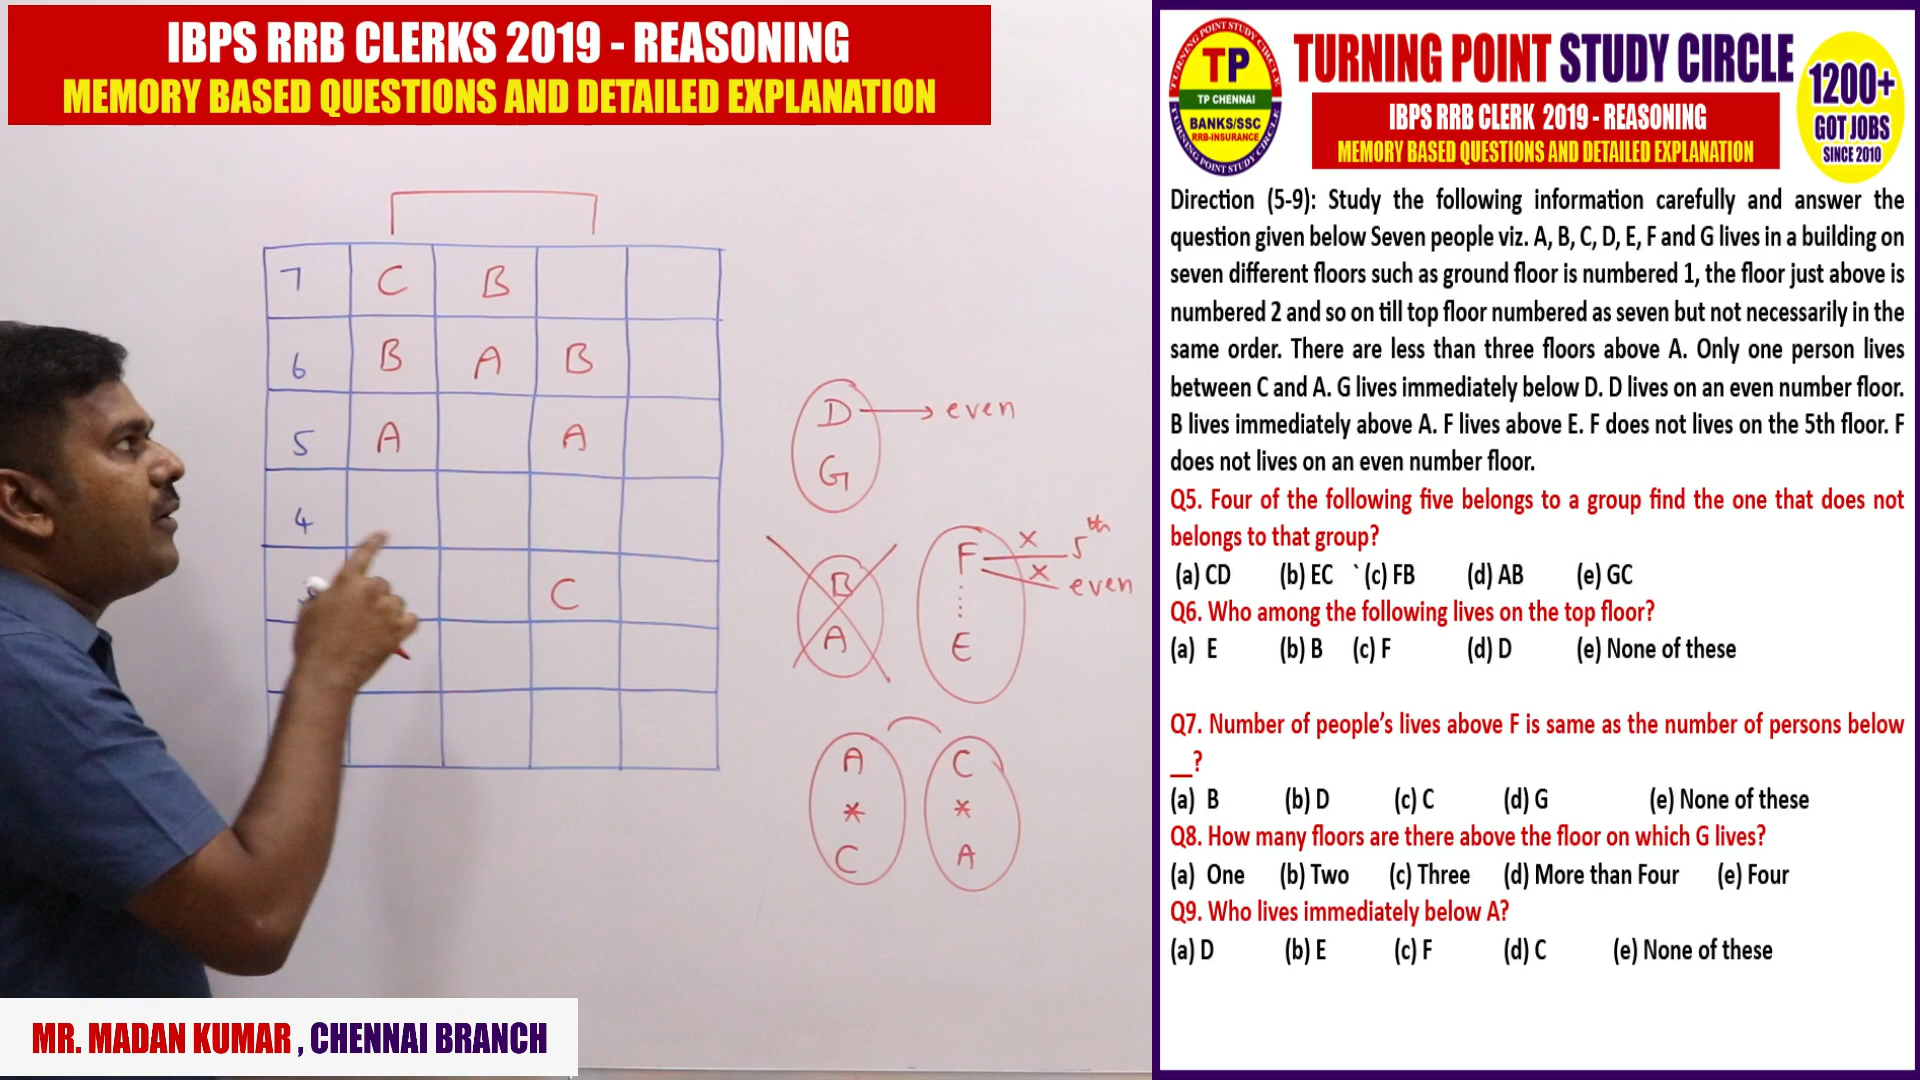 IBPS RRB CLERKS 2019 - REASONING
MEMORY BASED QUESTIONS AND DETAILED EXPLANATION
7 C B
6 B A B
5 A A
4
C
D → even
G
B
A
F x 5th
x even
E
A C
* *
C A
MR. MADAN KUMAR , CHENNAI BRANCH
TURNING POINT STUDY CIRCLE
TP
TP CHENNAI
BANKS/SSC
RRB-INSURANCE
TURNING POINT STUDY CIRCLE
TURNING POINT STUDY CIRCLE
IBPS RRB CLERK 2019 - REASONING
MEMORY BASED QUESTIONS AND DETAILED EXPLANATION
1200+
GOT JOBS
SINCE 2010
Direction (5-9): Study the following information carefully and answer the
question given below Seven people viz. A, B, C, D, E, F and G lives in a building on
seven different floors such as ground floor is numbered 1, the floor just above is
numbered 2 and so on till top floor numbered as seven but not necessarily in the
same order. There are less than three floors above A. Only one person lives
between C and A. G lives immediately below D. D lives on an even number floor.
B lives immediately above A. F lives above E. F does not lives on the 5th floor. F
does not lives on an even number floor.
Q5. Four of the following five belongs to a group find the one that does not
belongs to that group?
(a) CD (b) EC `(c) FB (d) AB (e) GC
Q6. Who among the following lives on the top floor?
(a) E (b) B (c) F (d) D (e) None of these
Q7. Number of people’s lives above F is same as the number of persons below
__?
(a) B (b) D (c) C (d) G (e) None of these
Q8. How many floors are there above the floor on which G lives?
(a) One (b) Two (c) Three (d) More than Four (e) Four
Q9. Who lives immediately below A?
(a) D (b) E (c) F (d) C (e) None of these